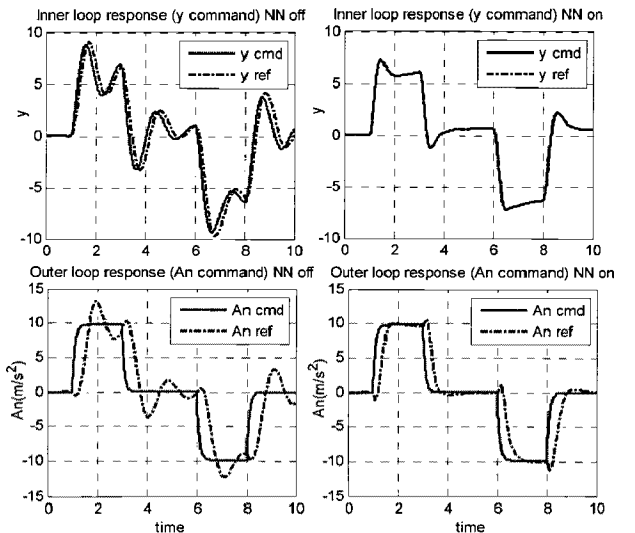 Inner loop response (y command) NN off
10
5
0
-5
-10
y
y cmd
y ref
0 2 4 6 8 10
Inner loop response (y command) NN on
10
5
0
-5
-10
y
y cmd
y ref
0 2 4 6 8 10
Outer loop response (An command) NN off
15
10
5
0
-5
-10
-15
An(m/s²)
An cmd
An ref
0 2 4 6 8 10
time
Outer loop response (An command) NN on
15
10
5
0
-5
-10
-15
An(m/s²)
An cmd
An ref
0 2 4 6 8 10
time